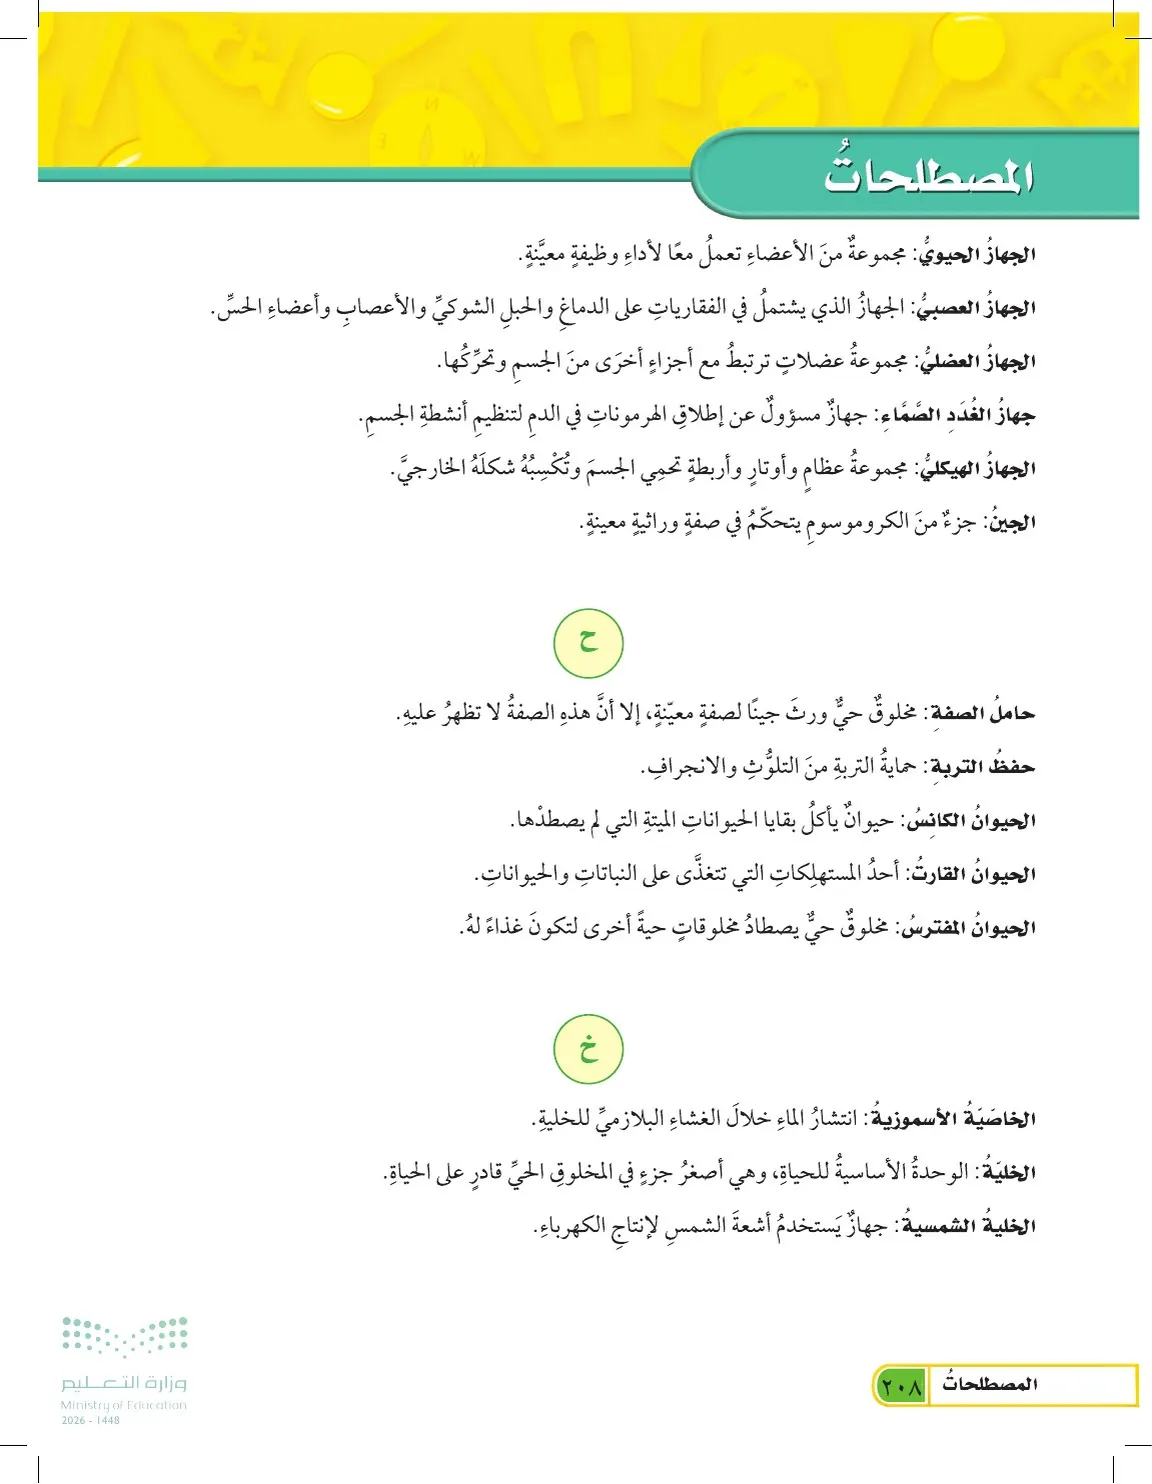 المصطلحاتُ
الجهازُ الحيويُّ: مجموعةٌ منَ الأعضاءِ تعملُ معًا لأداءِ وظيفةٍ معيَّنةٍ.
الجهازُ العصبيُّ: الجهازُ الذي يشتملُ في الفقارياتِ على الدماغِ والحبلِ الشوكيِّ والأعصابِ وأعضاءِ الحسِّ.
الجهازُ العضليُّ: مجموعةُ عضلاتٍ ترتبطُ مع أجزاءٍ أخرَى منَ الجسمِ وتحرِّكُها.
جهازُ الغُدَدِ الصَّمَّاءِ: جهازٌ مسؤولٌ عن إطلاقِ الهرموناتِ في الدمِ لتنظيمِ أنشطةِ الجسمِ.
الجهازُ الهيكليُّ: مجموعةُ عظامٍ وأوتارٍ وأربطةٍ تحمِي الجسمَ وتُكْسِبُهُ شكلَهُ الخارجيَّ.
الجينُ: جزءٌ منَ الكروموسومِ يتحكّمُ في صفةٍ وراثيةٍ معينةٍ.
ح
حاملُ الصفةِ: مخلوقٌ حيٌّ ورثَ جينًا لصفةٍ معيّنةٍ، إلا أنَّ هذهِ الصفةُ لا تظهرُ عليهِ.
حفظُ التربةِ: حمايةُ التربةِ منَ التلوُّثِ والانجرافِ.
الحيوانُ الكانِسُ: حيوانٌ يأكلُ بقايا الحيواناتِ الميتةِ التي لم يصطدْها.
الحيوانُ القارتُ: أحدُ المستهلِكاتِ التي تتغذَّى على النباتاتِ والحيواناتِ.
الحيوانُ المفترسُ: مخلوقٌ حيٌّ يصطادُ مخلوقاتٍ حيةً أخرى لتكونَ غذاءً لهُ.
خ
الخاصَيّةُ الأسموزيةُ: انتشارُ الماءِ خلالَ الغشاءِ البلازميِّ للخليةِ.
الخليّةُ: الوحدةُ الأساسيةُ للحياةِ، وهي أصغرُ جزءٍ في المخلوقِ الحيِّ قادرٍ على الحياةِ.
الخليةُ الشمسيةُ: جهازٌ يَستخدمُ أشعةَ الشمسِ لإنتاجِ الكهرباءِ.
المصطلحاتُ ٢٠٨
وزارة التعـــليم
Ministry of Education
2026 - 1448